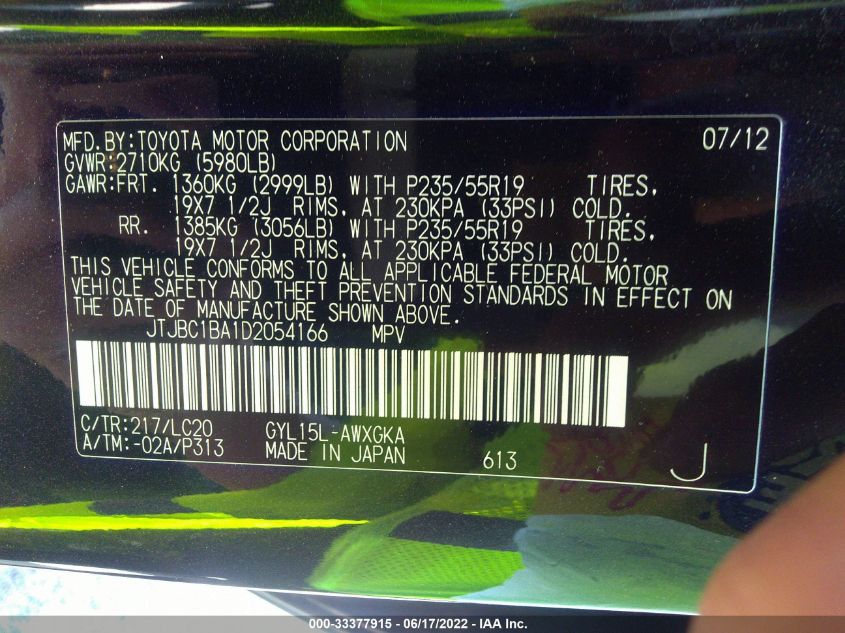 MFD.BY:TOYOTA MOTOR CORPORATION 07/12
GVWR:2710KG (5980LB)
GAWR:FRT. 1360KG (2999LB) WITH P235/55R19 TIRES,
19X7 1/2J RIMS, AT 230KPA (33PSI) COLD.
RR. 1385KG (3056LB) WITH P235/55R19 TIRES,
19X7 1/2J RIMS, AT 230KPA (33PSI) COLD.
THIS VEHICLE CONFORMS TO ALL APPLICABLE FEDERAL MOTOR
VEHICLE SAFETY AND THEFT PREVENTION STANDARDS IN EFFECT ON
THE DATE OF MANUFACTURE SHOWN ABOVE.
JTJBC1BA1D2054166 MPV
C/TR:217/LC20 GYL15L-AWXGKA
A/TM:-02A/P313 MADE IN JAPAN 613 J
000-33377915 - 06/17/2022 - IAA Inc.